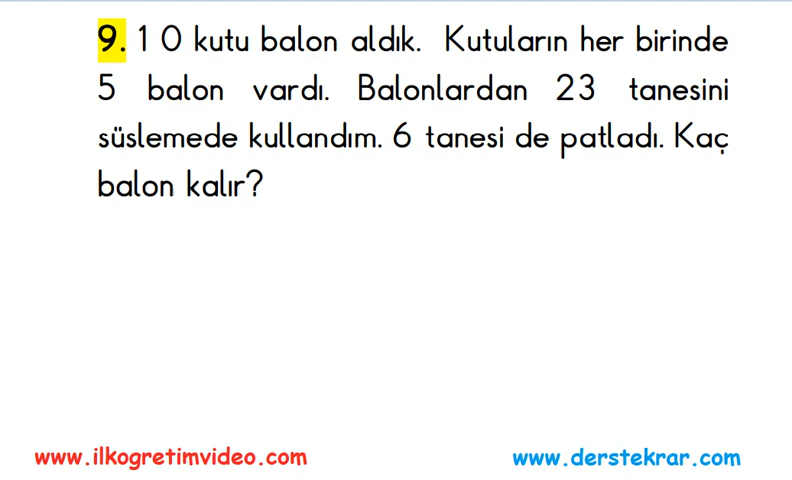 9. 1 0 kutu balon aldık. Kutuların her birinde
5 balon vardı. Balonlardan 23 tanesini
süslemede kullandım. 6 tanesi de patladı. Kaç
balon kalır?
www.ilkogretimvideo.com
www.derstekrar.com